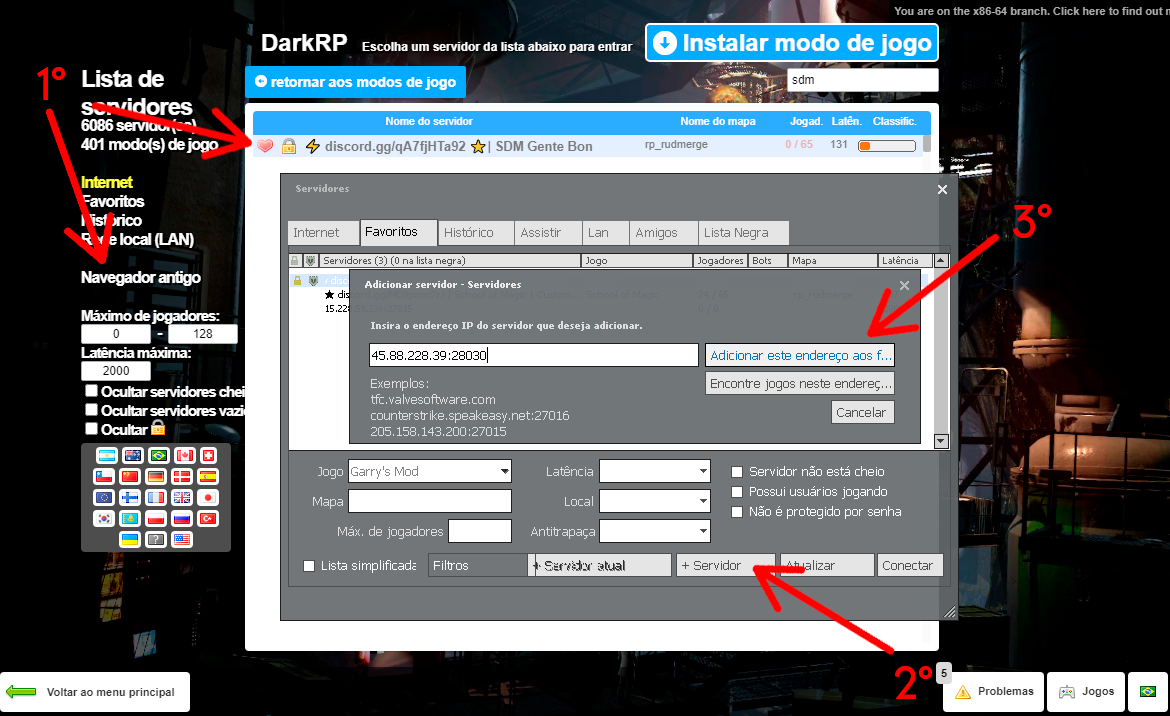 You are on the x86-64 branch. Click here to find out m
DarkRP Escolha um servidor da lista abaixo para entrar
Instalar modo de jogo
retornar aos modos de jogo
sdm
1º
Lista de
servidores
6086 servidor(es)
401 modo(s) de jogo
Internet
Favoritos
Histórico
Rede local (LAN)
Navegador antigo
Máximo de jogadores:
0 - 128
Latência máxima:
2000
Ocultar servidores chei
Ocultar servidores vazi
Ocultar
Nome do servidor Nome do mapa Jogad. Latên. Classific.
discord.gg/qA7fjHTa92 | SDM Gente Bon rp_rudmerge 0 / 65 131
Servidores
Internet Favoritos Histórico Assistir Lan Amigos Lista Negra
Servidores (3) (0 na lista negra) Jogo Jogadores Bots Mapa Latência
Adicionar servidor - Servidores
Insira o endereço IP do servidor que deseja adicionar.
45.88.228.39:28030
Adicionar este endereço aos f...
Encontre jogos neste endereç...
Cancelar
Exemplos:
tfc.valvesoftware.com
counterstrike.speakeasy.net:27016
205.158.143.200:27015
3º
Jogo Garry's Mod Latência Servidor não está cheio
Mapa Local Possui usuários jogando
Máx. de jogadores Antitrapaça Não é protegido por senha
Lista simplificada Filtros + Servidor atual + Servidor Atualizar Conectar
2º
Voltar ao menu principal
5
Problemas
Jogos